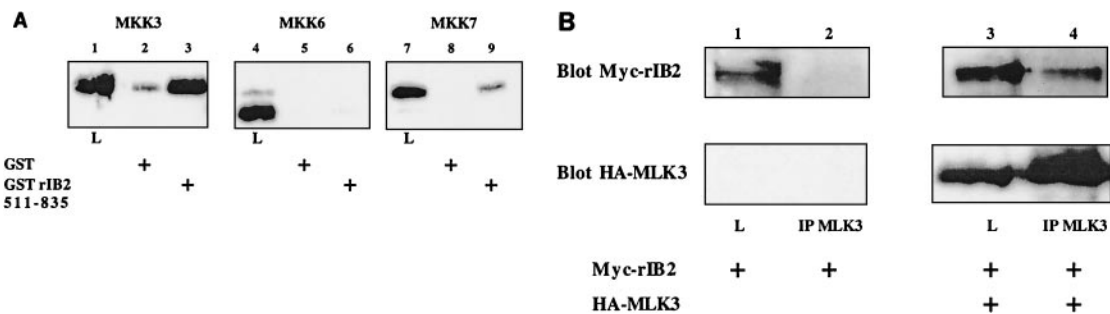 A
MKK3 MKK6 MKK7
1 2 3 4 5 6 7 8 9
L L L
GST + + +
GST rIB2 + + +
511-835
B
1 2 3 4
Blot Myc-rIB2
Blot HA-MLK3
L IP MLK3 L IP MLK3
Myc-rIB2 + + + +
HA-MLK3 + +